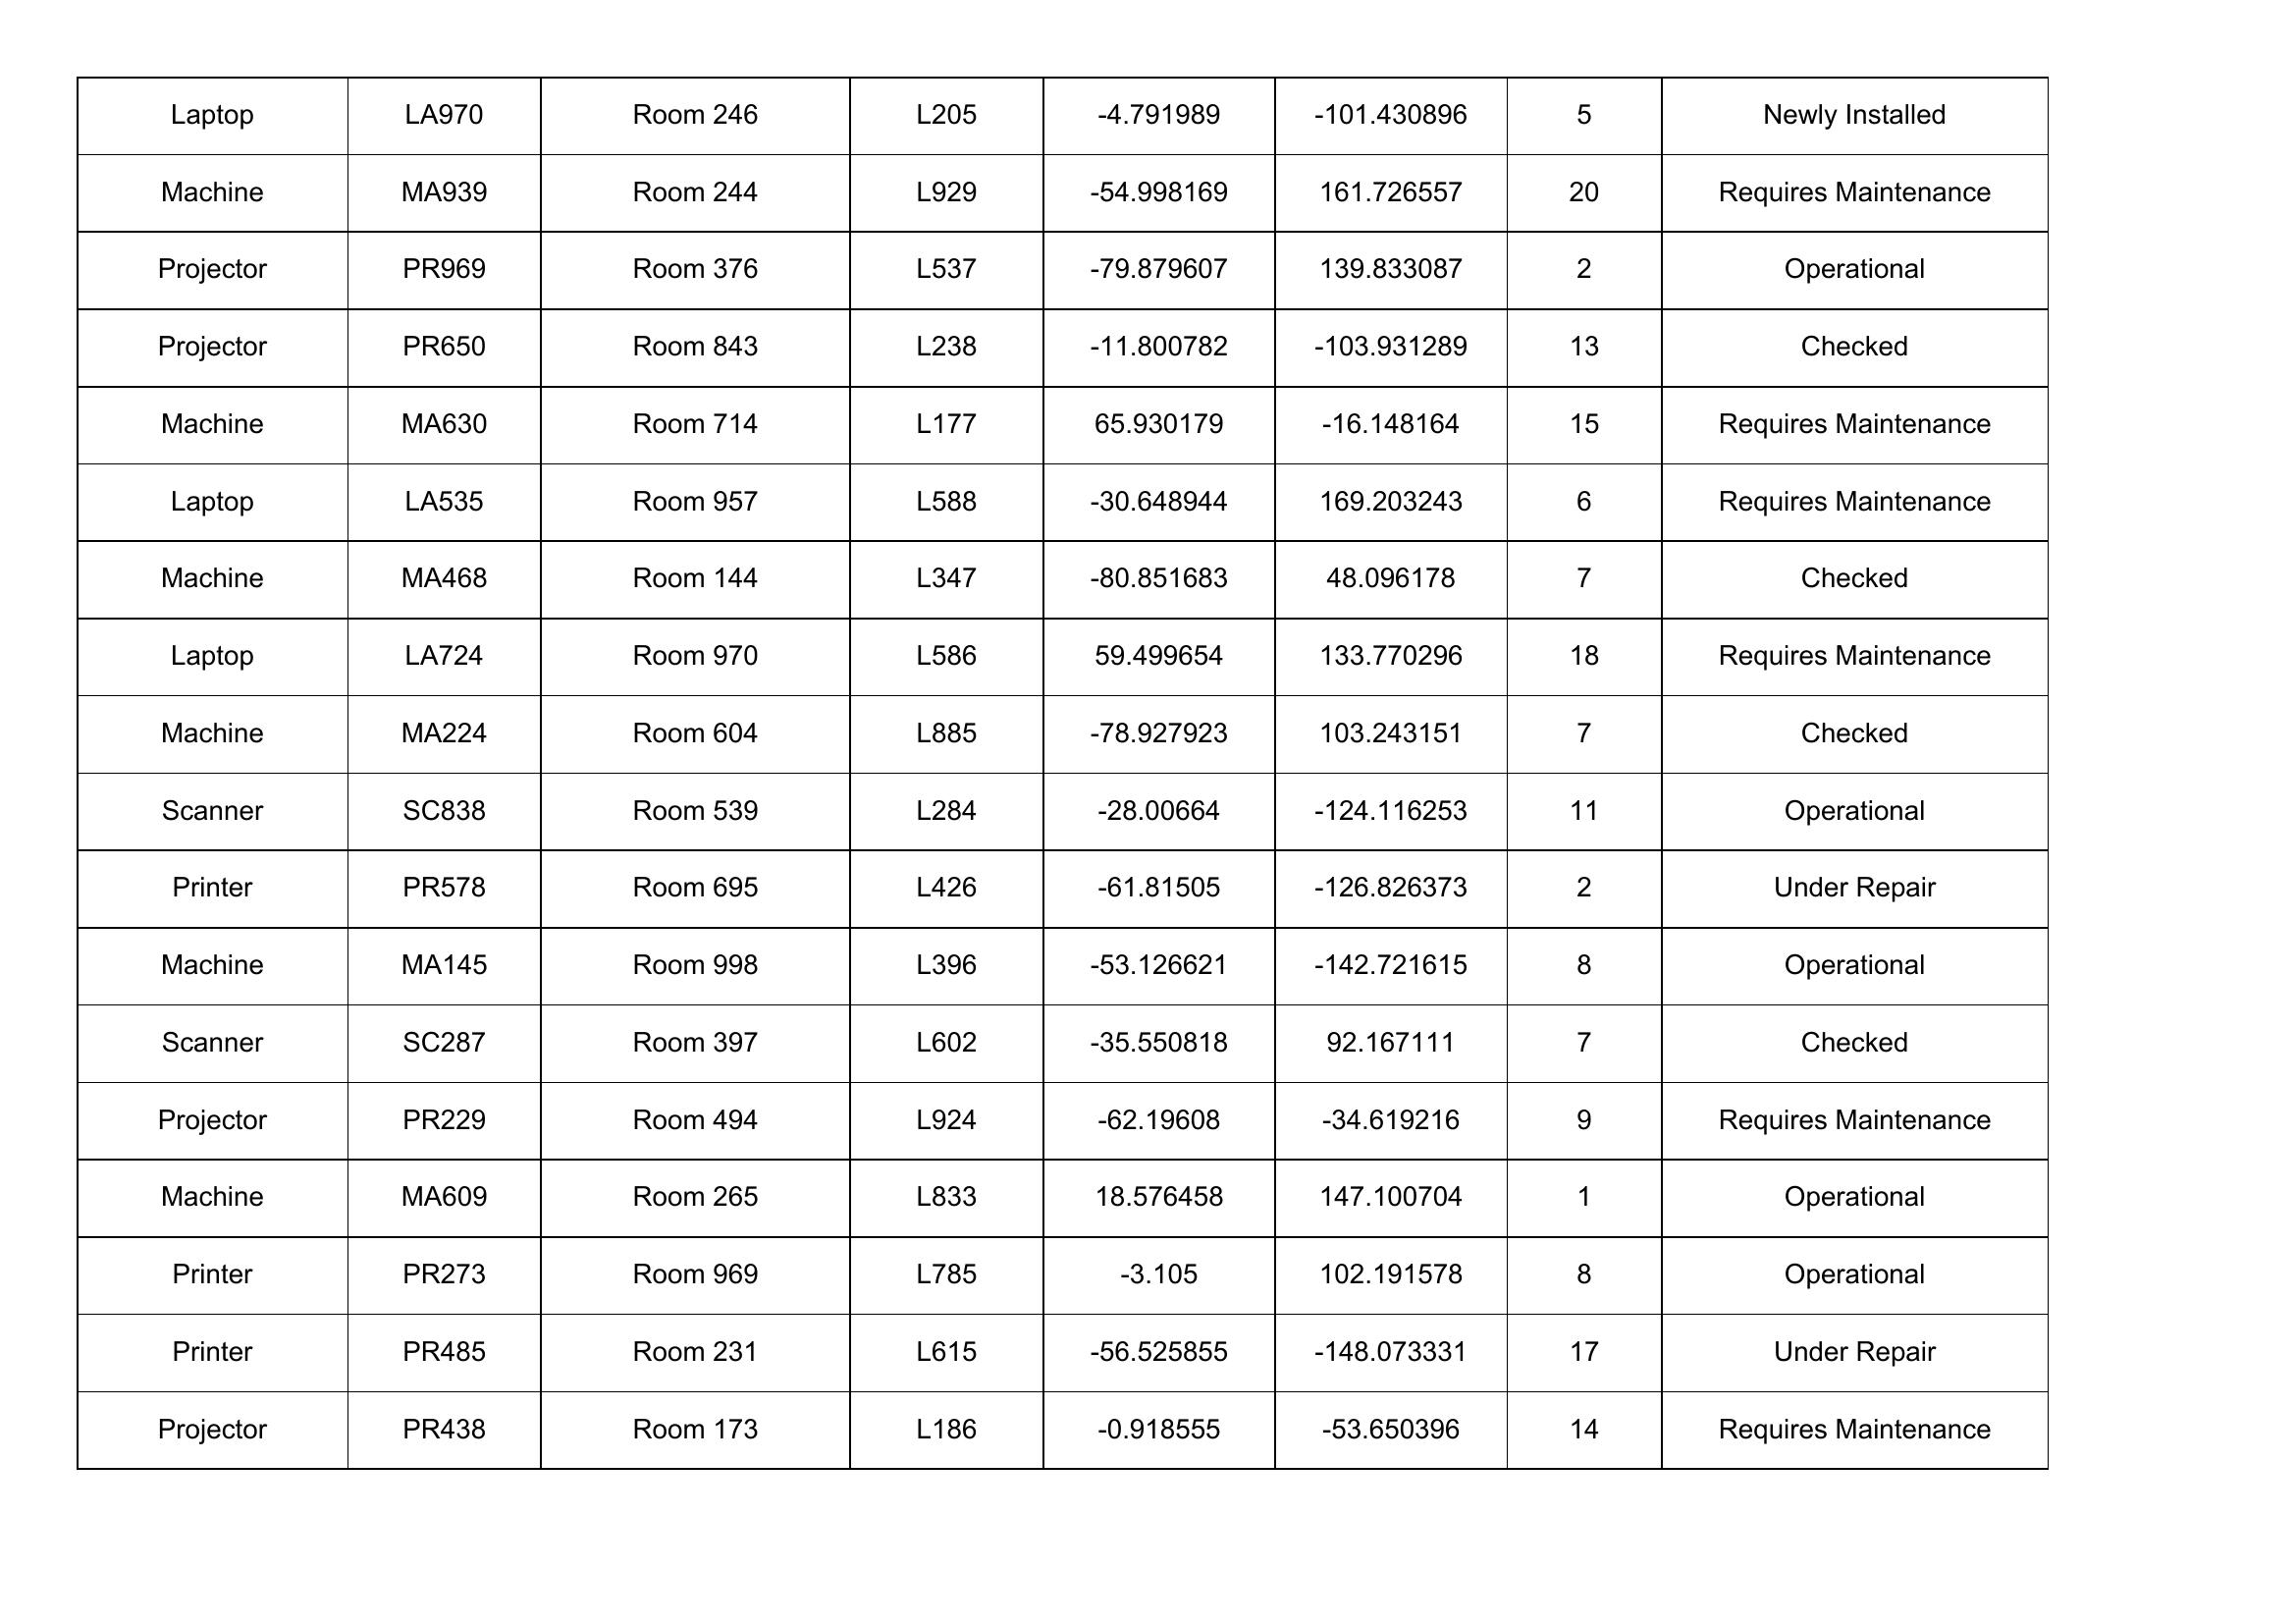 Laptop LA970 Room 246 L205 -4.791989 -101.430896 5 Newly Installed
Machine MA939 Room 244 L929 -54.998169 161.726557 20 Requires Maintenance
Projector PR969 Room 376 L537 -79.879607 139.833087 2 Operational
Projector PR650 Room 843 L238 -11.800782 -103.931289 13 Checked
Machine MA630 Room 714 L177 65.930179 -16.148164 15 Requires Maintenance
Laptop LA535 Room 957 L588 -30.648944 169.203243 6 Requires Maintenance
Machine MA468 Room 144 L347 -80.851683 48.096178 7 Checked
Laptop LA724 Room 970 L586 59.499654 133.770296 18 Requires Maintenance
Machine MA224 Room 604 L885 -78.927923 103.243151 7 Checked
Scanner SC838 Room 539 L284 -28.00664 -124.116253 11 Operational
Printer PR578 Room 695 L426 -61.81505 -126.826373 2 Under Repair
Machine MA145 Room 998 L396 -53.126621 -142.721615 8 Operational
Scanner SC287 Room 397 L602 -35.550818 92.167111 7 Checked
Projector PR229 Room 494 L924 -62.19608 -34.619216 9 Requires Maintenance
Machine MA609 Room 265 L833 18.576458 147.100704 1 Operational
Printer PR273 Room 969 L785 -3.105 102.191578 8 Operational
Printer PR485 Room 231 L615 -56.525855 -148.073331 17 Under Repair
Projector PR438 Room 173 L186 -0.918555 -53.650396 14 Requires Maintenance